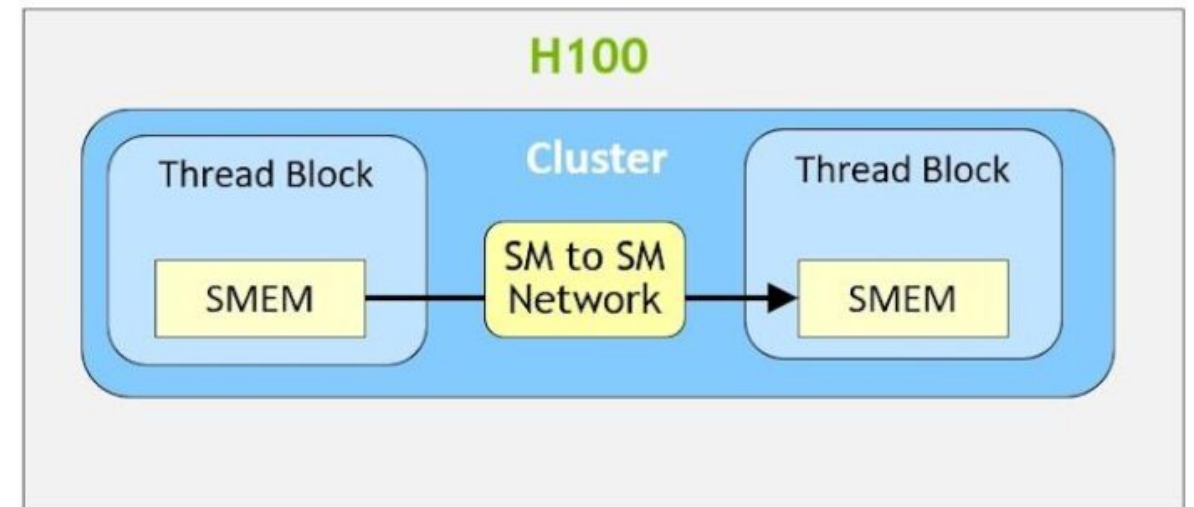 H100
Cluster
Thread Block
SMEM
SM to SM
Network
Thread Block
SMEM